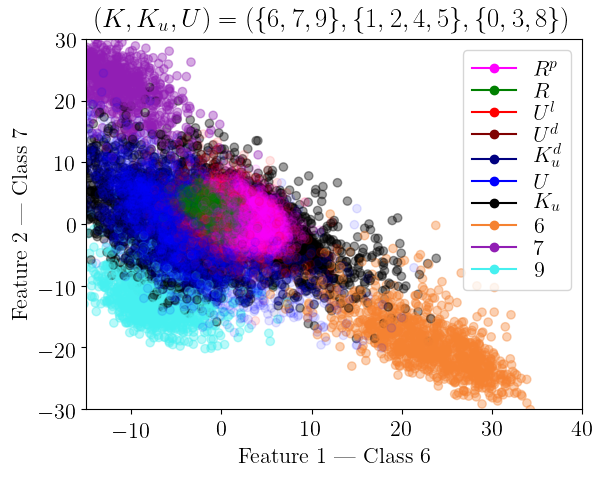 (K, K_u, U) = ({6, 7, 9}, {1, 2, 4, 5}, {0, 3, 8})
30
20
10
0
−10
−20
−30
Feature 2 — Class 7
R^p
R
U^l
U^d
K_u^d
U
K_u
6
7
9
−10
0
10
20
30
40
Feature 1 — Class 6